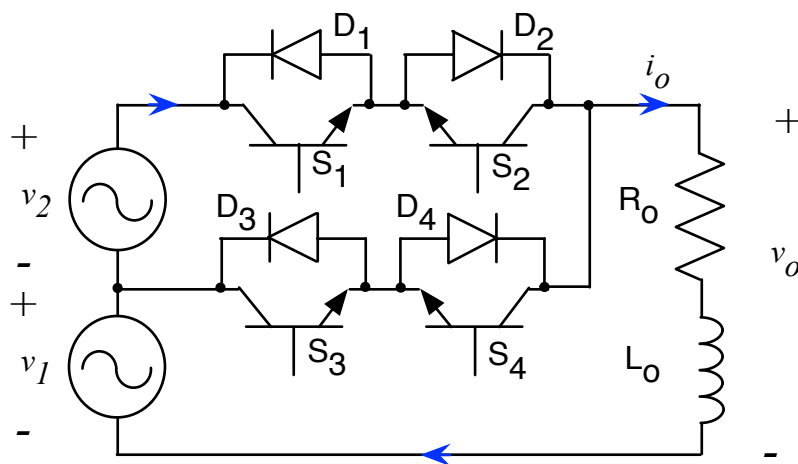 D1
D2
io
+
+
v2
S1
S2
Ro
D3
D4
-
vo
+
v1
S3
S4
Lo
-
-